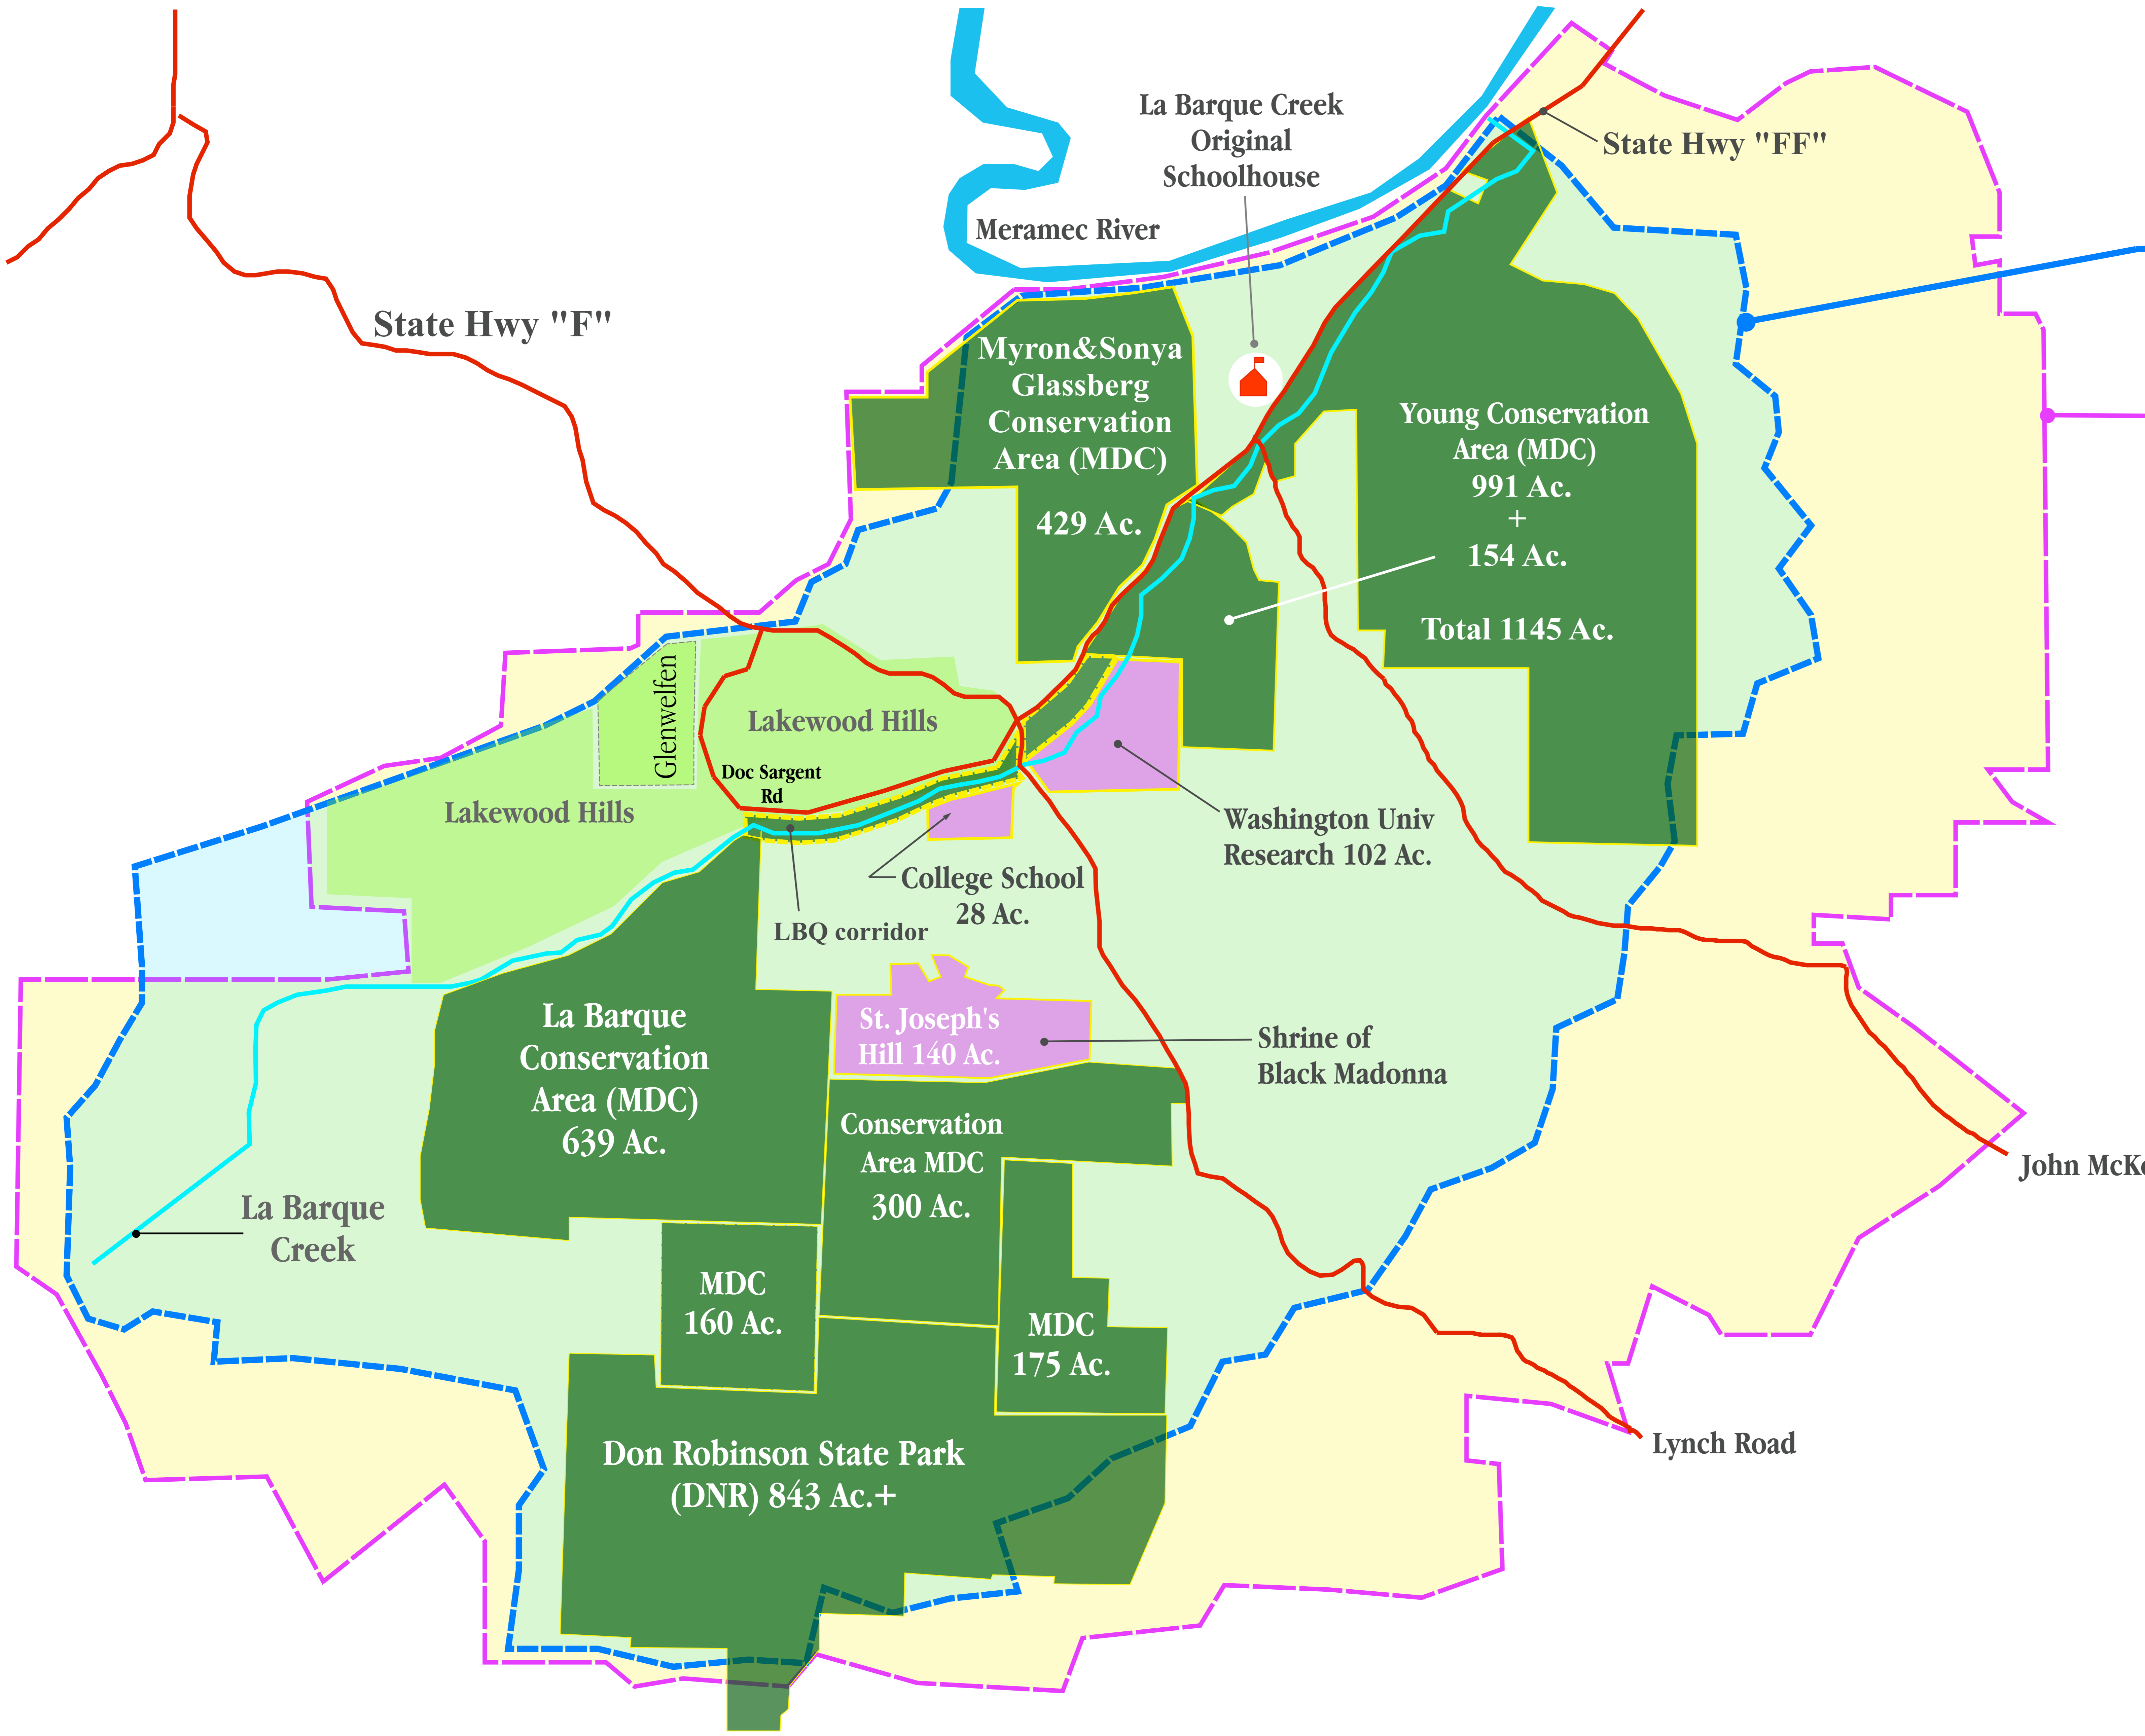 La Barque Creek
Original
Schoolhouse
State Hwy "FF"
Meramec River
State Hwy "F"
Myron&Sonya
Glassberg
Conservation
Area (MDC)
429 Ac.
Young Conservation
Area (MDC)
991 Ac.
+
154 Ac.
Total 1145 Ac.
Glenwelfen
Lakewood Hills
Doc Sargent
Rd
Lakewood Hills
Washington Univ
Research 102 Ac.
College School
28 Ac.
LBQ corridor
La Barque
Conservation
Area (MDC)
639 Ac.
St. Joseph's
Hill 140 Ac.
Shrine of
Black Madonna
Conservation
Area MDC
300 Ac.
John McK
La Barque
Creek
MDC
160 Ac.
MDC
175 Ac.
Lynch Road
Don Robinson State Park
(DNR) 843 Ac.+